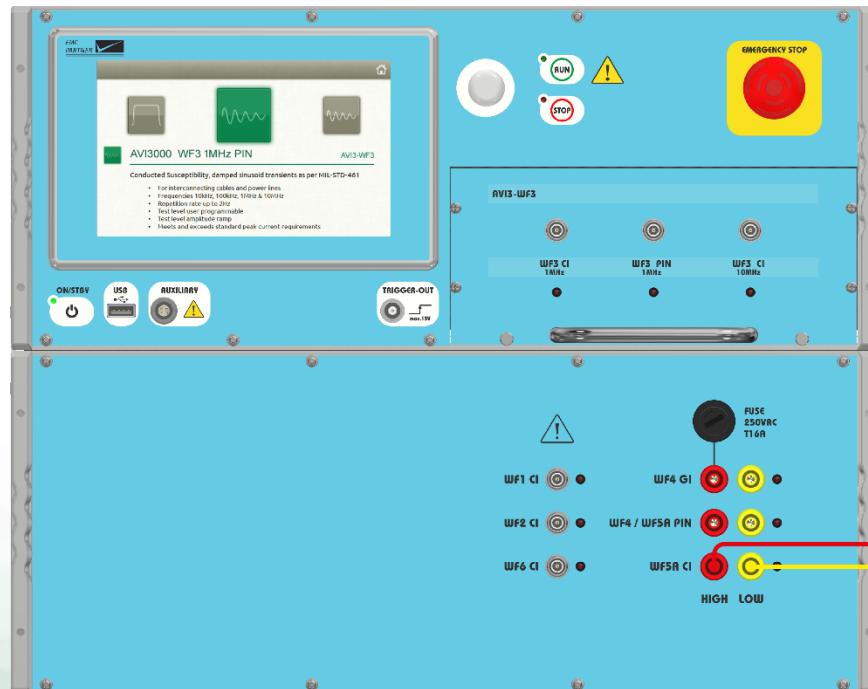 EMC
PARTNER
AVI3000 WF3 1MHz PIN
AVI3-WF3
Conducted Susceptibility, damped sinusoid transients as per MIL-STD-461
• For interconnecting cables and power lines
• Frequencies 10kHz, 100kHz, 1MHz & 10MHz
• Repetition rate up to 2Hz
• Test level user programmable
• Test level amplitude ramp
• Meets and exceeds standard peak current requirements
RUN
STOP
EMERGENCY STOP
AVI3-WF3
WF3 CI
1MHz
WF3 PIN
1MHz
WF3 CI
10MHz
ON/STBY
USB
AUXILIARY
TRIGGER-OUT
max.15V
FUSE
250VAC
T16A
WF1 CI
WF4 GI
WF2 CI
WF4 / WF5A PIN
WF6 CI
WF5A CI
HIGH LOW